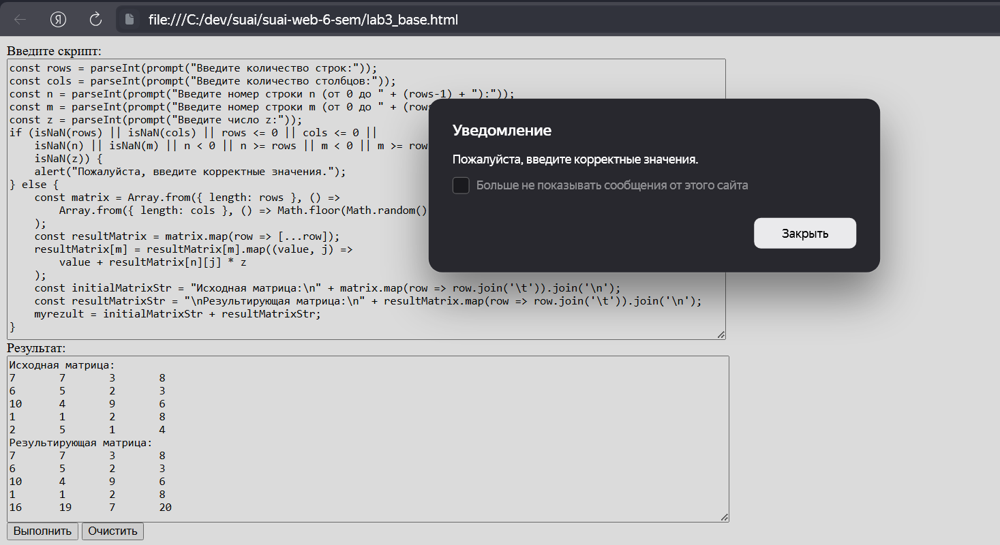 Я
file:///C:/dev/suai/suai-web-6-sem/lab3_base.html
Введите скрипт:
const rows = parseInt(prompt("Введите количество строк:"));
const cols = parseInt(prompt("Введите количество столбцов:"));
const n = parseInt(prompt("Введите номер строки n (от 0 до " + (rows-1) + "):"));
const m = parseInt(prompt("Введите номер строки m (от 0 до " + (rows
const z = parseInt(prompt("Введите число z:"));
if (isNaN(rows) || isNaN(cols) || rows <= 0 || cols <= 0 ||
isNaN(n) || isNaN(m) || n < 0 || n >= rows || m < 0 || m >= row
isNaN(z)) {
alert("Пожалуйста, введите корректные значения.");
} else {
const matrix = Array.from({ length: rows }, () =>
Array.from({ length: cols }, () => Math.floor(Math.random()
);
const resultMatrix = matrix.map(row => [...row]);
resultMatrix[m] = resultMatrix[m].map((value, j) =>
value + resultMatrix[n][j] * z
);
const initialMatrixStr = "Исходная матрица:\n" + matrix.map(row => row.join('\t')).join('\n');
const resultMatrixStr = "\nРезультирующая матрица:\n" + resultMatrix.map(row => row.join('\t')).join('\n');
myrezult = initialMatrixStr + resultMatrixStr;
}
Уведомление
Пожалуйста, введите корректные значения.
Больше не показывать сообщения от этого сайта
Закрыть
Результат:
Исходная матрица:
7 7 3 8
6 5 2 3
10 4 9 6
1 1 2 8
2 5 1 4
Результирующая матрица:
7 7 3 8
6 5 2 3
10 4 9 6
1 1 2 8
16 19 7 20
Выполнить Очистить